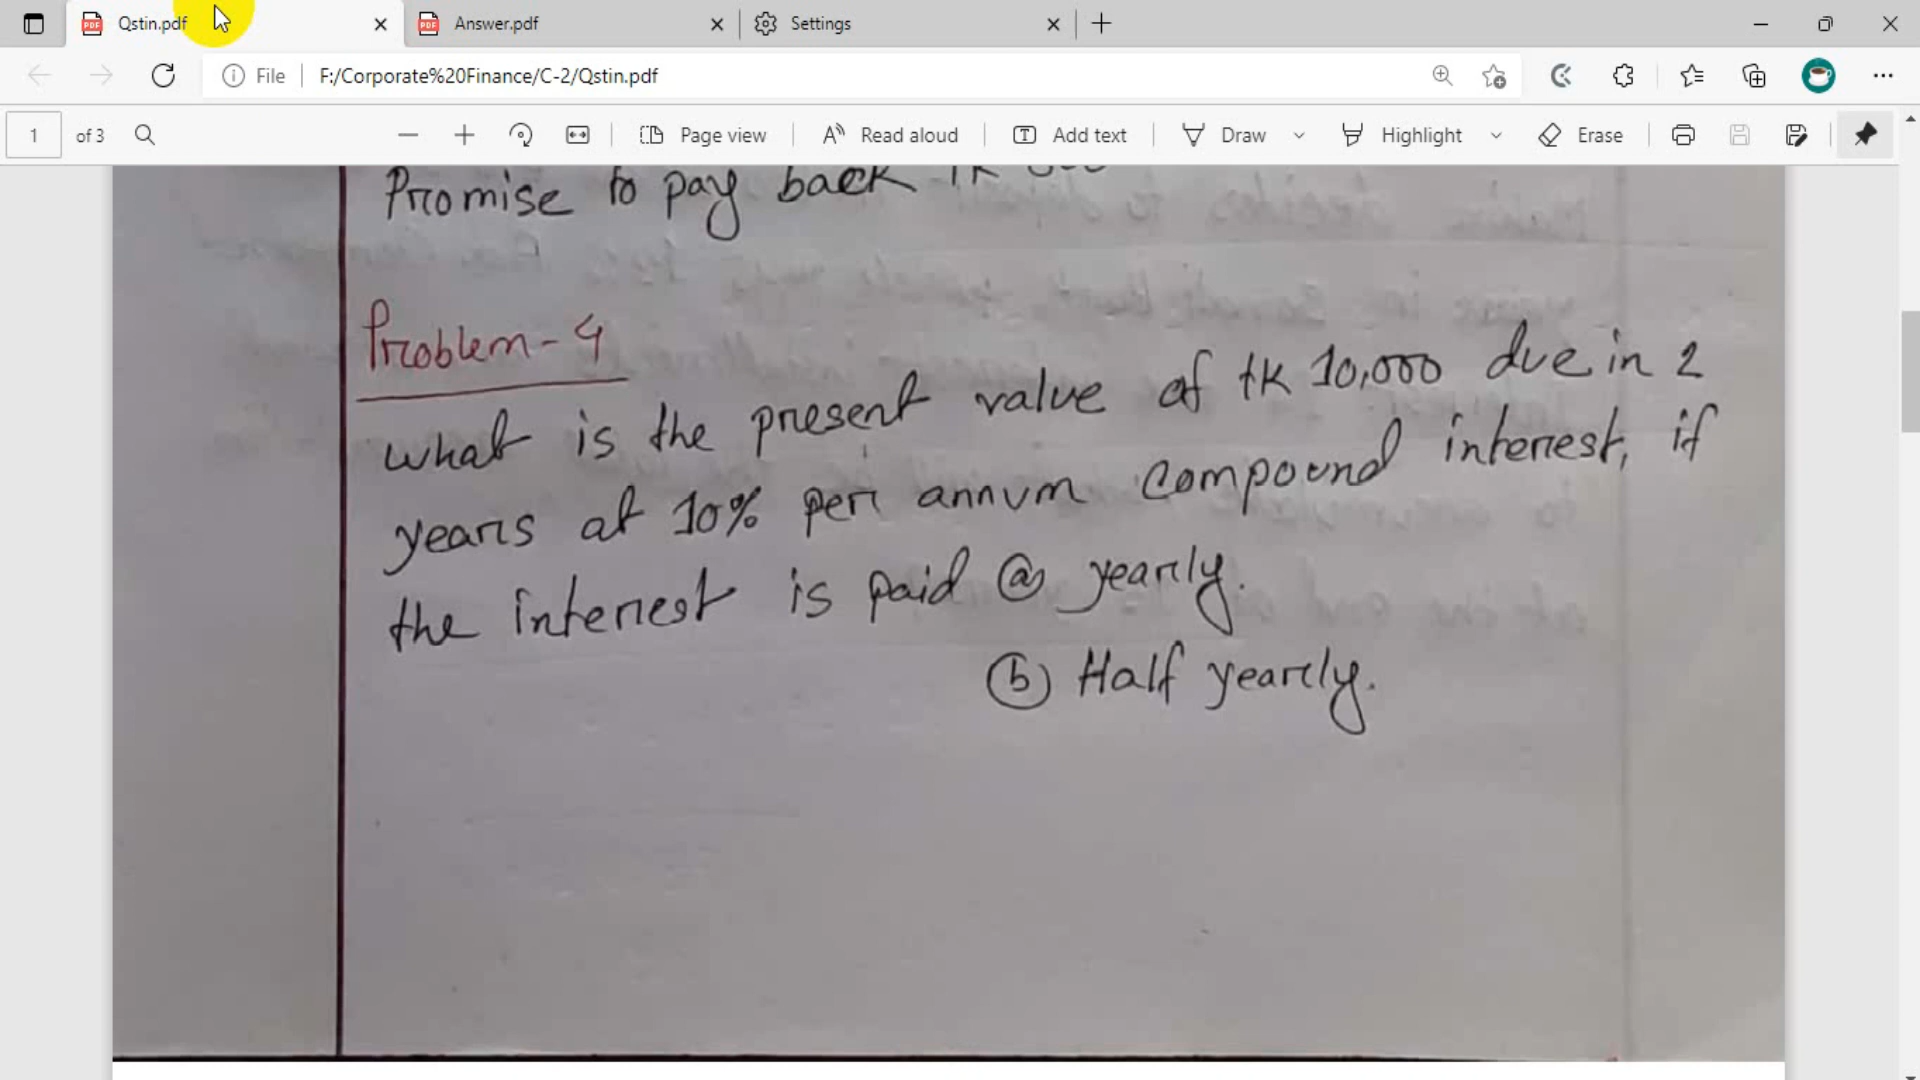 Qstin.pdf
Answer.pdf
Settings
File
F:/Corporate%20Finance/C-2/Qstin.pdf
1 of 3
Page view
Read aloud
Add text
Draw
Highlight
Erase
Promise to pay back TK
Problem-4
what is the present value of tk 10,000 due in 2
years at 10% per annum compound interest, if
the interest is paid ⓐ yearly.
ⓑ Half yearly.